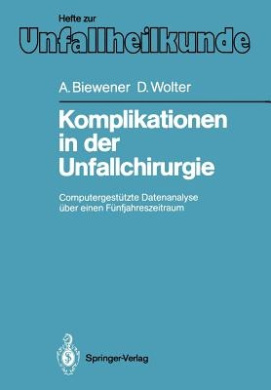 Hefte zur
Unfallheilkunde
A. Biewener D. Wolter
Komplikationen
in der
Unfallchirurgie
Computergestützte Datenanalyse
über einen Fünfjahreszeitraum
Springer-Verlag